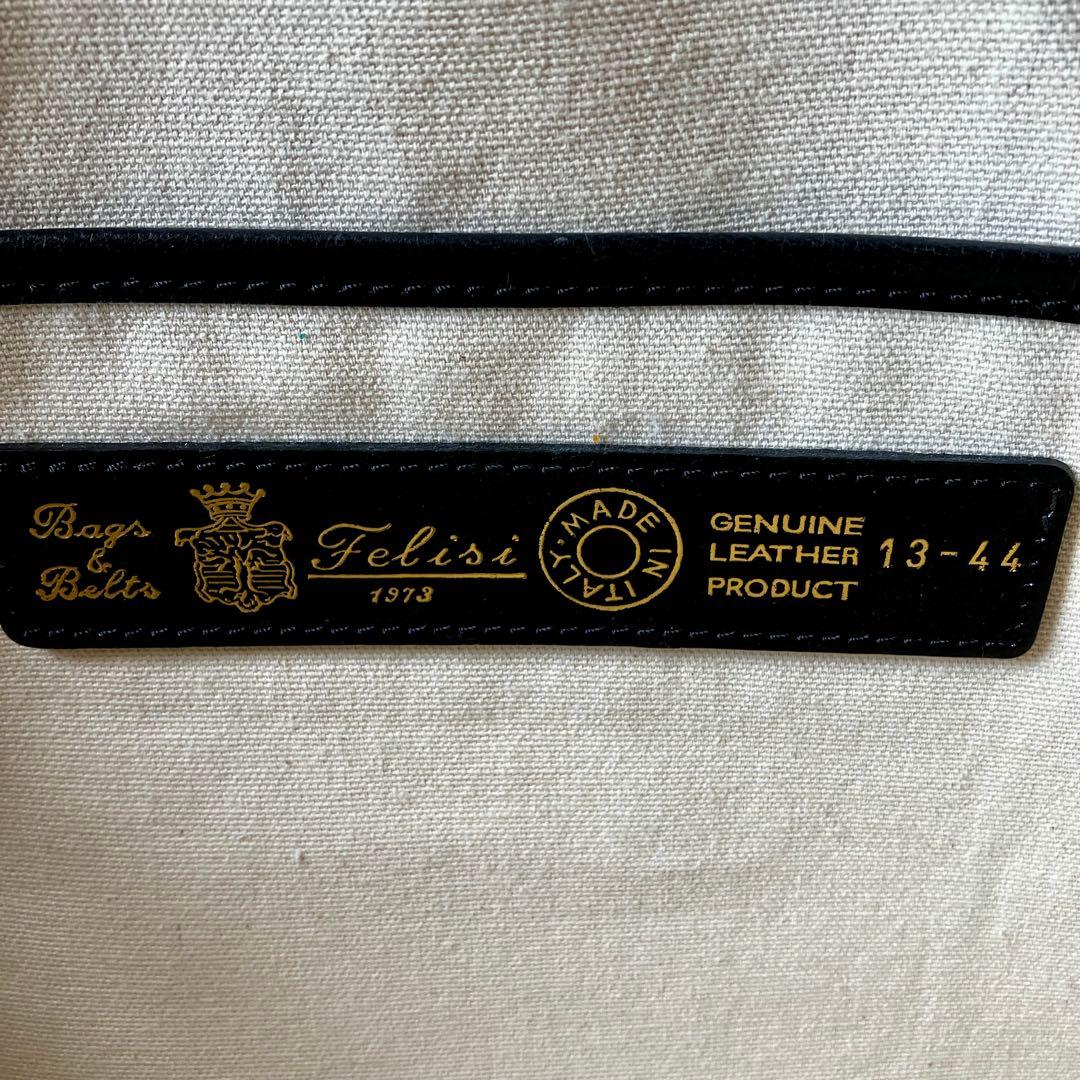 Bags
&
Belts
Felisi
1973
MADE IN ITALY
GENUINE
LEATHER
PRODUCT
13-44